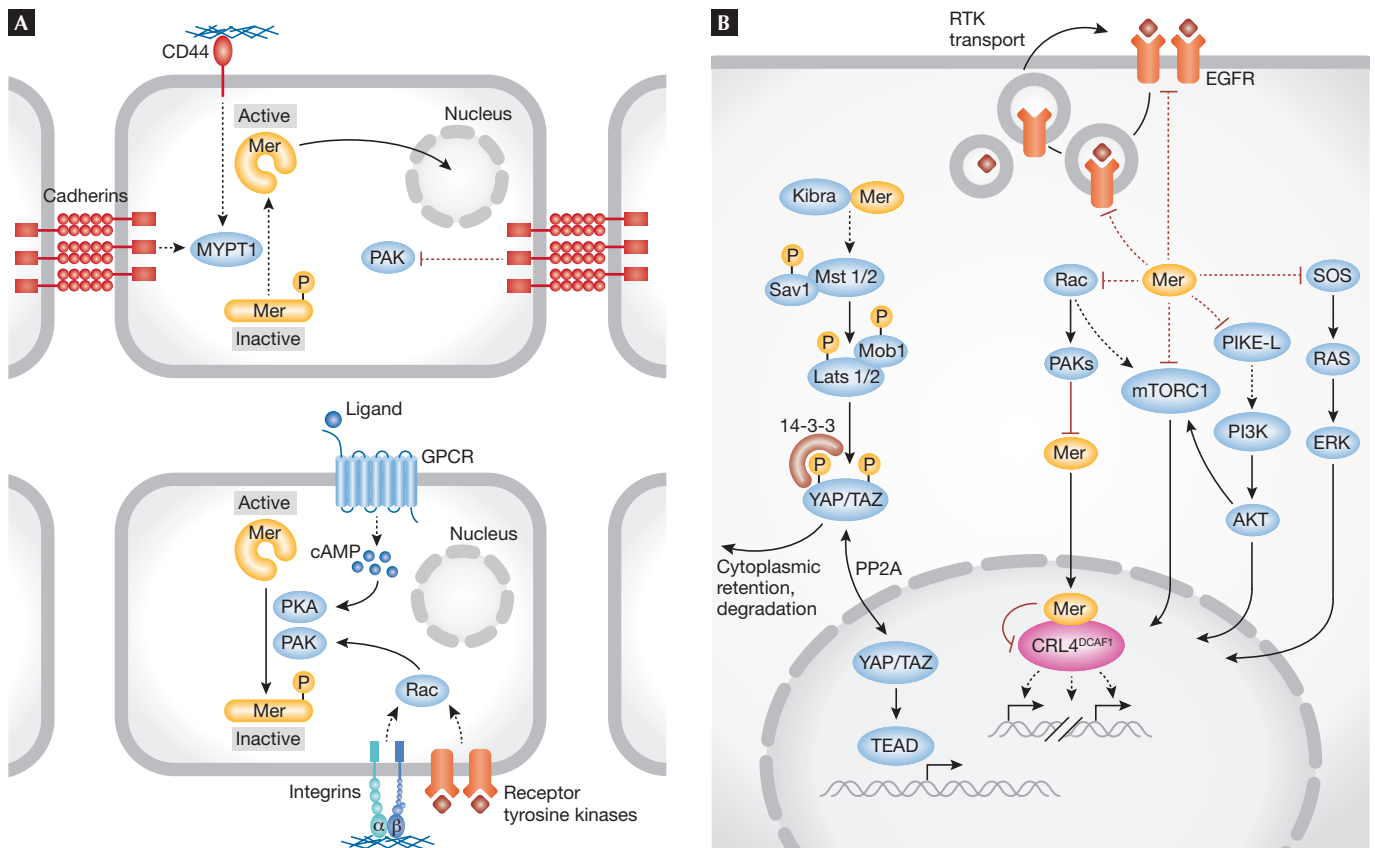 A
CD44
Active
Mer
Nucleus
Cadherins
MYPT1
PAK
P
Mer
Inactive
Ligand
GPCR
Active
Mer
Nucleus
cAMP
PKA
PAK
P
Mer
Inactive
Rac
Integrins
α
β
Receptor
tyrosine kinases
B
RTK
transport
EGFR
Kibra
Mer
P
Sav1
Mst 1/2
P
P
Mob1
Lats 1/2
14-3-3
P
P
YAP/TAZ
Cytoplasmic
retention,
degradation
PP2A
YAP/TAZ
TEAD
Rac
Mer
SOS
PAKs
PIKE-L
RAS
mTORC1
Mer
PI3K
ERK
AKT
Mer
CRL4DCAF1